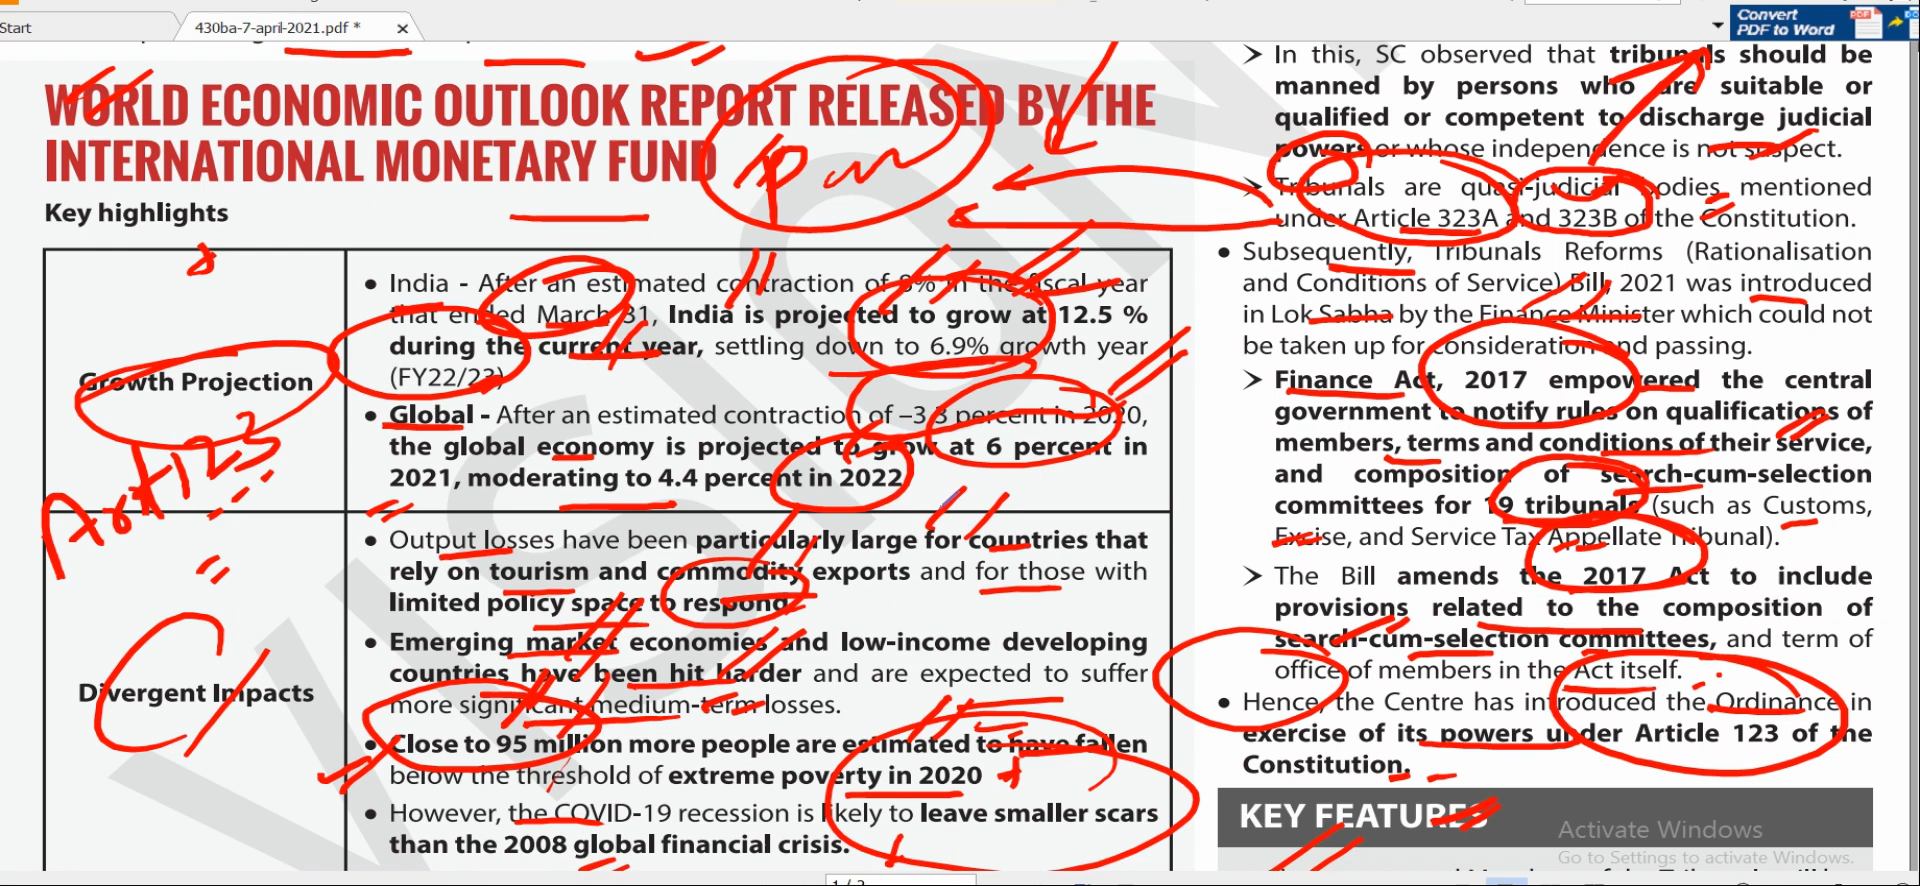 Start
430ba-7-april-2021.pdf *
Convert
PDF to Word
WORLD ECONOMIC OUTLOOK REPORT RELEASED BY THE
INTERNATIONAL MONETARY FUND
Key highlights
Growth Projection
• India - After an estimated contraction of 8% in the fiscal year
that ended March 31, India is projected to grow at 12.5 %
during the current year, settling down to 6.9% growth year
(FY22/23)
• Global - After an estimated contraction of –3.3 percent in 2020,
the global economy is projected to grow at 6 percent in
2021, moderating to 4.4 percent in 2022
Art 123
Divergent Impacts
• Output losses have been particularly large for countries that
rely on tourism and commodity exports and for those with
limited policy space to respond
• Emerging market economies and low-income developing
countries have been hit harder and are expected to suffer
more significant medium-term losses.
• Close to 95 million more people are estimated to have fallen
below the threshold of extreme poverty in 2020
• However, the COVID-19 recession is likely to leave smaller scars
than the 2008 global financial crisis.
➢ In this, SC observed that tribunals should be
manned by persons who are suitable or
qualified or competent to discharge judicial
powers or whose independence is not suspect.
➢ Tribunals are quasi-judicial bodies mentioned
under Article 323A and 323B of the Constitution.
• Subsequently, Tribunals Reforms (Rationalisation
and Conditions of Service) Bill, 2021 was introduced
in Lok Sabha by the Finance Minister which could not
be taken up for consideration and passing.
➢ Finance Act, 2017 empowered the central
government to notify rules on qualifications of
members, terms and conditions of their service,
and composition of search-cum-selection
committees for 19 tribunals (such as Customs,
Excise, and Service Tax Appellate Tribunal).
➢ The Bill amends the 2017 Act to include
provisions related to the composition of
search-cum-selection committees, and term of
office of members in the Act itself.
• Hence, the Centre has introduced the Ordinance in
exercise of its powers under Article 123 of the
Constitution.
KEY FEATURES
Activate Windows
Go to Settings to activate Windows.